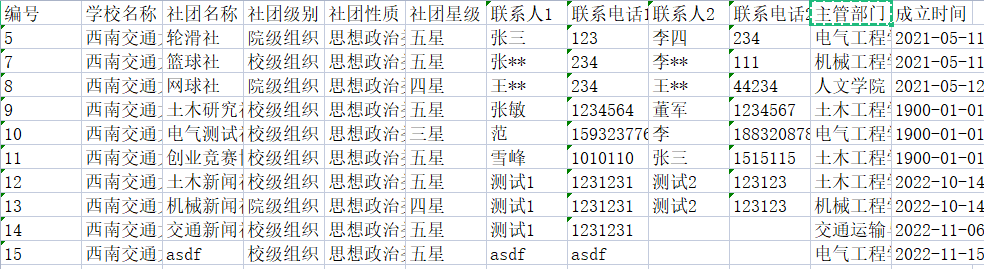 编号 学校名称 社团名称 社团级别 社团性质 社团星级 联系人1 联系电话1 联系人2 联系电话2 主管部门 成立时间
5 西南交通 轮滑社 院级组织 思想政治 五星 张三 123 李四 234 电气工程 2021-05-11
7 西南交通 篮球社 校级组织 思想政治 五星 张** 234 李** 111 机械工程 2022-05-11
8 西南交通 网球社 院级组织 思想政治 四星 王** 234 王** 44234 人文学院 2021-05-12
9 西南交通 土木研究 校级组织 思想政治 五星 张敏 1234564 董军 1234567 土木工程 1900-01-01
10 西南交通 电气测试 校级组织 思想政治 三星 范 159323776 李 188320878 电气工程 1900-01-01
11 西南交通 创业竞赛 校级组织 思想政治 五星 雪峰 1010110 张三 1515115 土木工程 1900-01-01
12 西南交通 土木新闻 校级组织 思想政治 五星 测试1 1231231 测试2 123123 土木工程 2022-10-14
13 西南交通 机械新闻 院级组织 思想政治 四星 测试1 1231231 测试2 123123 机械工程 2022-10-14
14 西南交通 交通新闻 校级组织 思想政治 五星 测试1 1231231 交通运输 2022-11-06
15 西南交通 asdf 校级组织 思想政治 五星 asdf asdf 电气工程 2022-11-15